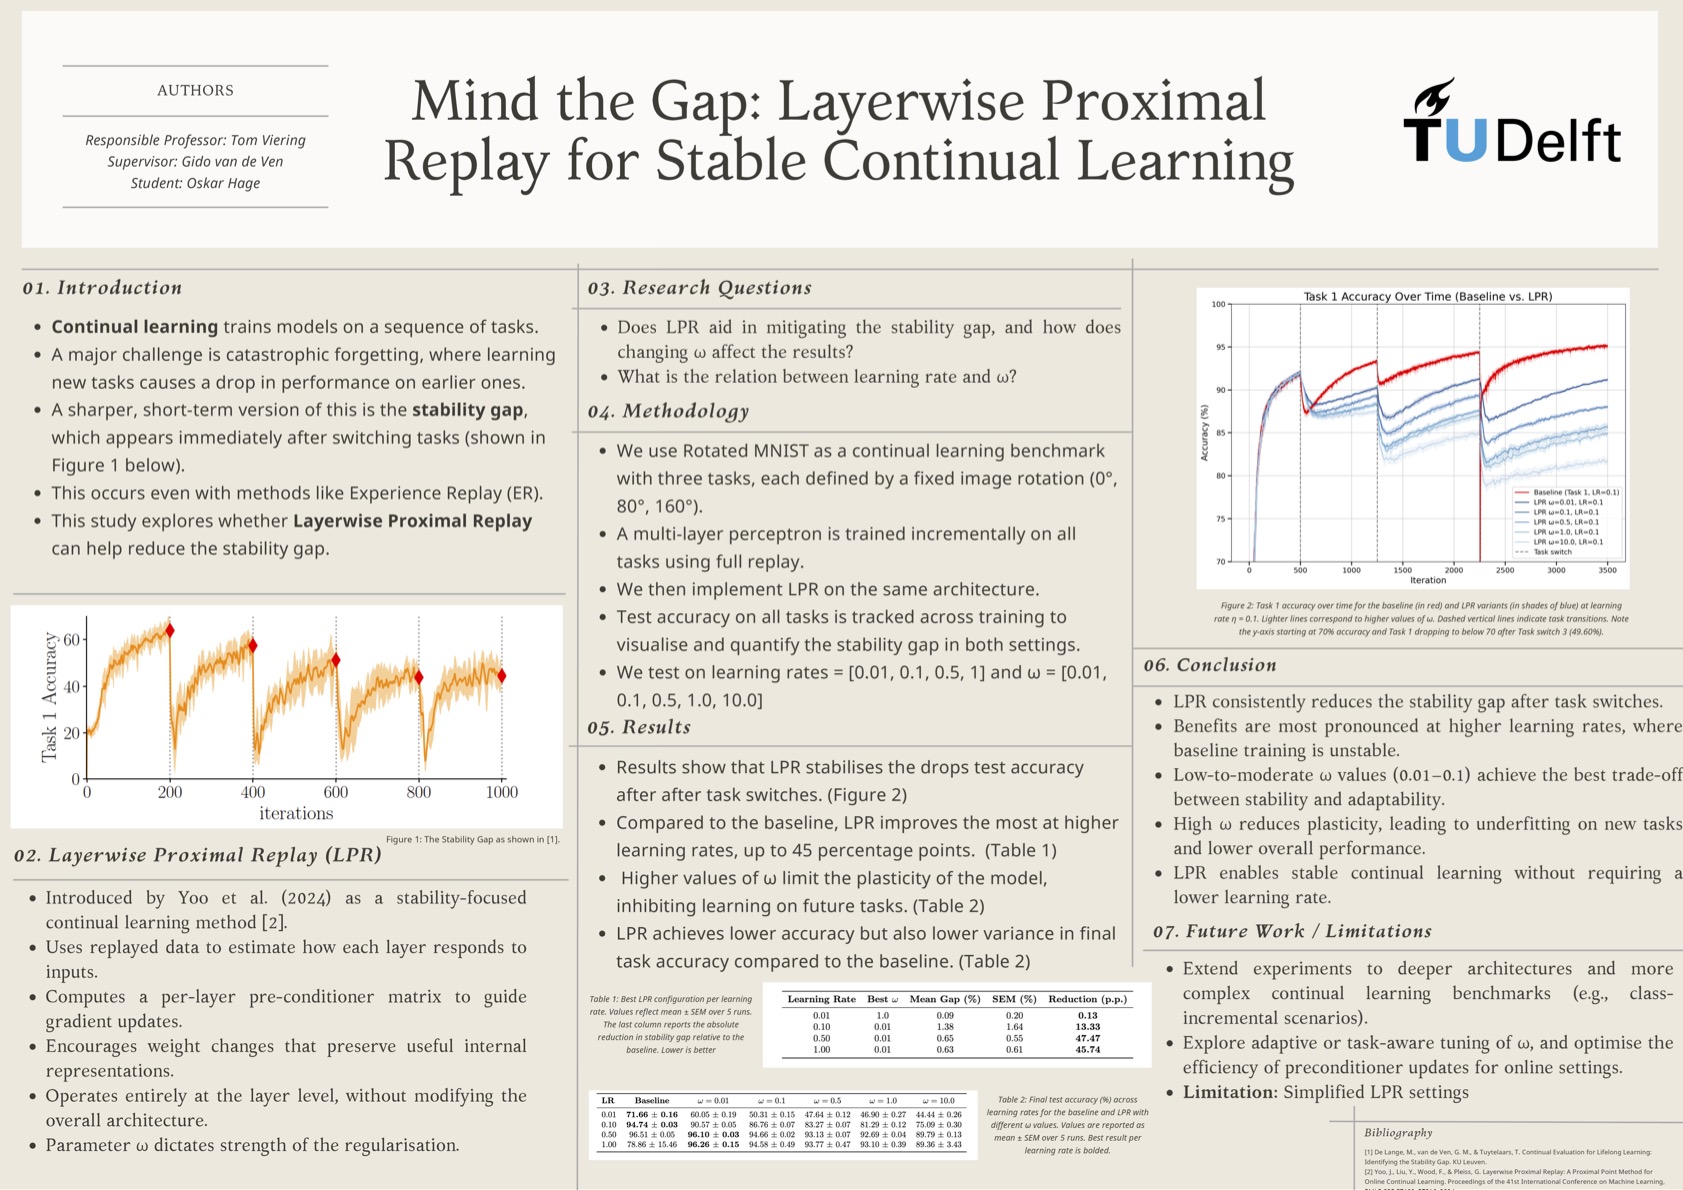 AUTHORS
Responsible Professor: Tom Viering
Supervisor: Gido van de Ven
Student: Oskar Hage
Mind the Gap: Layerwise Proximal
Replay for Stable Continual Learning
TUDelft
01. Introduction
• Continual learning trains models on a sequence of tasks.
• A major challenge is catastrophic forgetting, where learning
new tasks causes a drop in performance on earlier ones.
• A sharper, short-term version of this is the stability gap,
which appears immediately after switching tasks (shown in
Figure 1 below).
• This occurs even with methods like Experience Replay (ER).
• This study explores whether Layerwise Proximal Replay
can help reduce the stability gap.
Task 1 Accuracy
60
40
20
0
0 200 400 600 800 1000
iterations
Figure 1: The Stability Gap as shown in [1].
02. Layerwise Proximal Replay (LPR)
• Introduced by Yoo et al. (2024) as a stability-focused
continual learning method [2].
• Uses replayed data to estimate how each layer responds to
inputs.
• Computes a per-layer pre-conditioner matrix to guide
gradient updates.
• Encourages weight changes that preserve useful internal
representations.
• Operates entirely at the layer level, without modifying the
overall architecture.
• Parameter ω dictates strength of the regularisation.
03. Research Questions
• Does LPR aid in mitigating the stability gap, and how does
changing ω affect the results?
• What is the relation between learning rate and ω?
04. Methodology
• We use Rotated MNIST as a continual learning benchmark
with three tasks, each defined by a fixed image rotation (0°,
80°, 160°).
• A multi-layer perceptron is trained incrementally on all
tasks using full replay.
• We then implement LPR on the same architecture.
• Test accuracy on all tasks is tracked across training to
visualise and quantify the stability gap in both settings.
• We test on learning rates = [0.01, 0.1, 0.5, 1] and ω = [0.01,
0.1, 0.5, 1.0, 10.0]
05. Results
• Results show that LPR stabilises the drops test accuracy
after after task switches. (Figure 2)
• Compared to the baseline, LPR improves the most at higher
learning rates, up to 45 percentage points. (Table 1)
• Higher values of ω limit the plasticity of the model,
inhibiting learning on future tasks. (Table 2)
• LPR achieves lower accuracy but also lower variance in final
task accuracy compared to the baseline. (Table 2)
Table 1: Best LPR configuration per learning
rate. Values reflect mean ± SEM over 5 runs.
The last column reports the absolute
reduction in stability gap relative to the
baseline. Lower is better
Learning Rate Best ω Mean Gap (%) SEM (%) Reduction (p.p.)
0.01 1.0 0.09 0.20 0.13
0.10 0.01 1.38 1.64 13.33
0.50 0.01 0.65 0.55 47.47
1.00 0.01 0.63 0.61 45.74
LR Baseline ω = 0.01 ω = 0.1 ω = 0.5 ω = 1.0 ω = 10.0
0.01 71.66 ± 0.16 60.05 ± 0.19 50.31 ± 0.15 47.64 ± 0.12 46.90 ± 0.27 44.44 ± 0.26
0.10 94.74 ± 0.03 90.57 ± 0.05 86.76 ± 0.07 83.27 ± 0.07 81.29 ± 0.12 75.09 ± 0.30
0.50 96.51 ± 0.05 96.10 ± 0.03 94.66 ± 0.02 93.13 ± 0.07 92.69 ± 0.04 89.79 ± 0.13
1.00 78.86 ± 15.46 96.26 ± 0.15 94.58 ± 0.49 93.77 ± 0.47 93.10 ± 0.39 89.36 ± 3.43
Table 2: Final test accuracy (%) across
learning rates for the baseline and LPR with
different ω values. Values are reported as
mean ± SEM over 5 runs. Best result per
learning rate is bolded.
Task 1 Accuracy Over Time (Baseline vs. LPR)
Accuracy (%)
100
95
90
85
80
75
70
Baseline (Task 1, LR=0.1)
LPR ω=0.01, LR=0.1
LPR ω=0.1, LR=0.1
LPR ω=0.5, LR=0.1
LPR ω=1.0, LR=0.1
LPR ω=10.0, LR=0.1
Task switch
0 500 1000 1500 2000 2500 3000 3500
Iteration
Figure 2: Task 1 accuracy over time for the baseline (in red) and LPR variants (in shades of blue) at learning
rate η = 0.1. Lighter lines correspond to higher values of ω. Dashed vertical lines indicate task transitions. Note
the y-axis starting at 70% accuracy and Task 1 dropping to below 70 after Task switch 3 (49.60%).
06. Conclusion
• LPR consistently reduces the stability gap after task switches.
• Benefits are most pronounced at higher learning rates, where
baseline training is unstable.
• Low-to-moderate ω values (0.01–0.1) achieve the best trade-off
between stability and adaptability.
• High ω reduces plasticity, leading to underfitting on new tasks
and lower overall performance.
• LPR enables stable continual learning without requiring a
lower learning rate.
07. Future Work / Limitations
• Extend experiments to deeper architectures and more
complex continual learning benchmarks (e.g., class-
incremental scenarios).
• Explore adaptive or task-aware tuning of ω, and optimise the
efficiency of preconditioner updates for online settings.
• Limitation: Simplified LPR settings
Bibliography
[1] De Lange, M., van de Ven, G. M., & Tuytelaars, T. Continual Evaluation for Lifelong Learning:
Identifying the Stability Gap. KU Leuven.
[2] Yoo, J., Liu, Y., Wood, F., & Pleiss, G. Layerwise Proximal Replay: A Proximal Point Method for
Online Continual Learning. Proceedings of the 41st International Conference on Machine Learning,